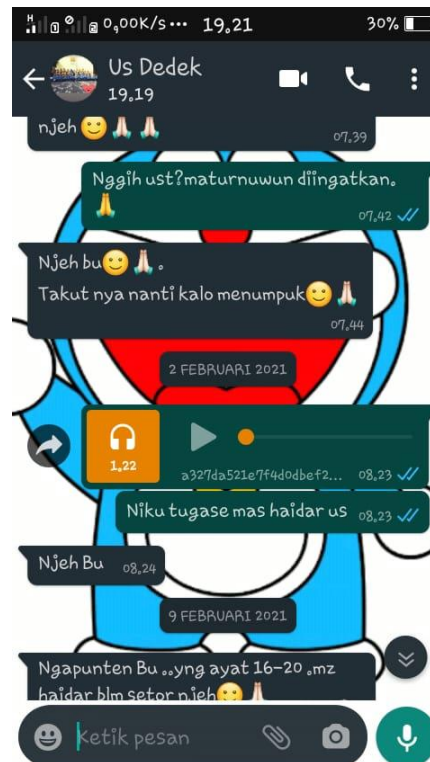 0,00K/s ... 19.21 30%
Us Dedek
19.19
njeh 🙂🙏🏻🙏🏻
07.39
Nggih ust?maturnuwun diingatkan.
🙏
07.42
Njeh bu🙂🙏🏻.
Takut nya nanti kalo menumpuk🙂🙏🏻
07.44
2 FEBRUARI 2021
1.22
a327da521e7f4d0dbef2... 08.23
Niku tugase mas haidar us 08.23
Njeh Bu 08.24
9 FEBRUARI 2021
Ngapunten Bu ..yng ayat 16-20 .mz
haidar blm setor njeh🙂🙏🏻
Ketik pesan